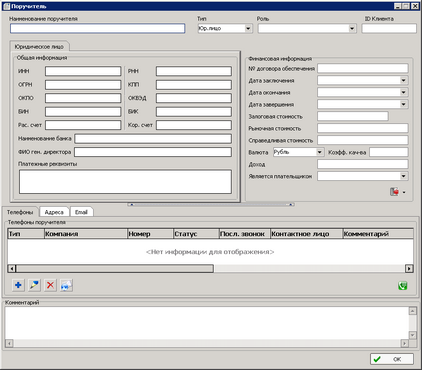 Поручитель
Наименование поручителя
Тип
Роль
ID Клиента
Юр.лицо
Юридическое лицо
Общая информация
ИНН
РНН
ОГРН
КПП
ОКПО
ОКВЭД
БИН
БИК
Рас. счет
Кор. счет
Наименование банка
ФИО ген. директора
Платежные реквизиты
Финансовая информация
№ договора обеспечения
Дата заключения
Дата окончания
Дата завершения
Залоговая стоимость
Рыночная стоимость
Справедливая стоимость
Валюта
Рубль
Коэфф. кач-ва
Доход
Является плательщиком
Телефоны
Адреса
Email
Телефоны поручителя
Тип
Компания
Номер
Статус
Посл. звонок
Контактное лицо
Комментарий
<Нет информации для отображения>
Комментарий
OK